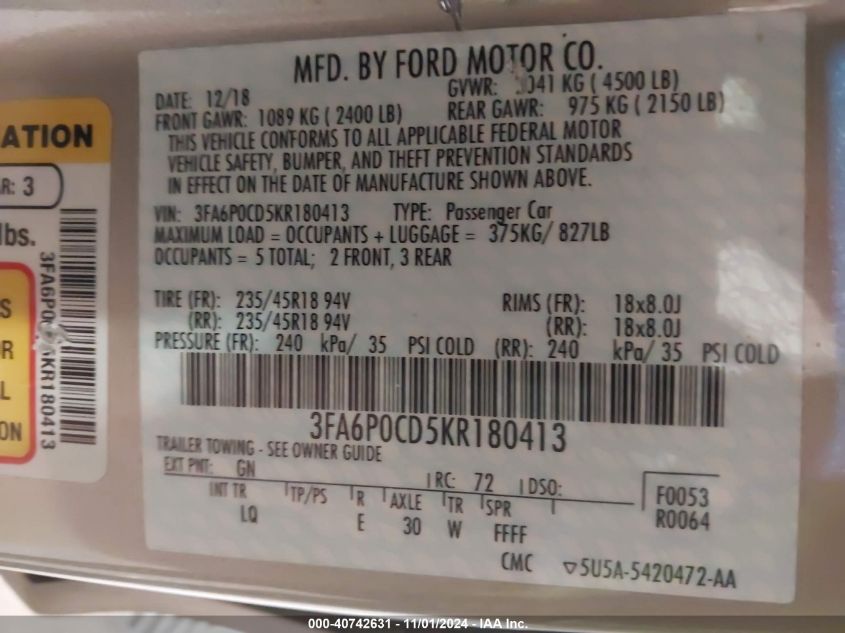 MFD. BY FORD MOTOR CO.
DATE: 12/18 GVWR: 041 KG ( 4500 LB)
FRONT GAWR: 1089 KG ( 2400 LB) REAR GAWR: 975 KG ( 2150 LB)
THIS VEHICLE CONFORMS TO ALL APPLICABLE FEDERAL MOTOR
VEHICLE SAFETY, BUMPER, AND THEFT PREVENTION STANDARDS
IN EFFECT ON THE DATE OF MANUFACTURE SHOWN ABOVE.
VIN: 3FA6P0CD5KR180413 TYPE: Passenger Car
MAXIMUM LOAD = OCCUPANTS + LUGGAGE = 375KG/ 827LB
OCCUPANTS = 5 TOTAL; 2 FRONT, 3 REAR
TIRE (FR): 235/45R18 94V RIMS (FR): 18x8.0J
(RR): 235/45R18 94V (RR): 18x8.0J
PRESSURE (FR): 240 kPa/ 35 PSI COLD (RR): 240 kPa/ 35 PSI COLD
3FA6P0CD5KR180413
TRAILER TOWING - SEE OWNER GUIDE
EXT PNT: GN RC: 72 DSO: F0053
INT TR TP/PS R AXLE TR SPR R0064
LQ E 30 W FFFF
CMC ▽5U5A-5420472-AA
ATION
R: 3
lbs.
S
OR
L
ON
3FA6P0CD5KR180413
000-40742631 - 11/01/2024 - IAA Inc.